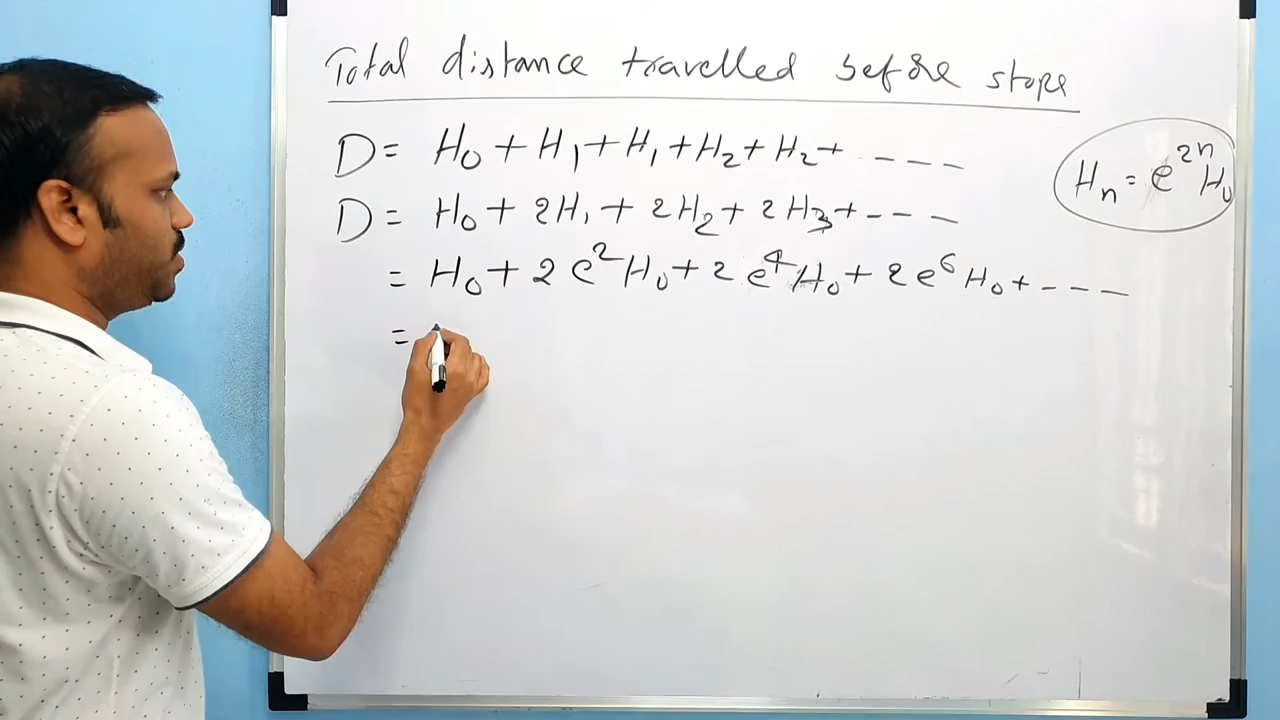 Total distance travelled before stops
D = H₀ + H₁ + H₁ + H₂ + H₂ + ----
Hₙ = e²ⁿH₀
D = H₀ + 2H₁ + 2H₂ + 2H₃ + ----
= H₀ + 2e²H₀ + 2e⁴H₀ + 2e⁶H₀ + ----
=